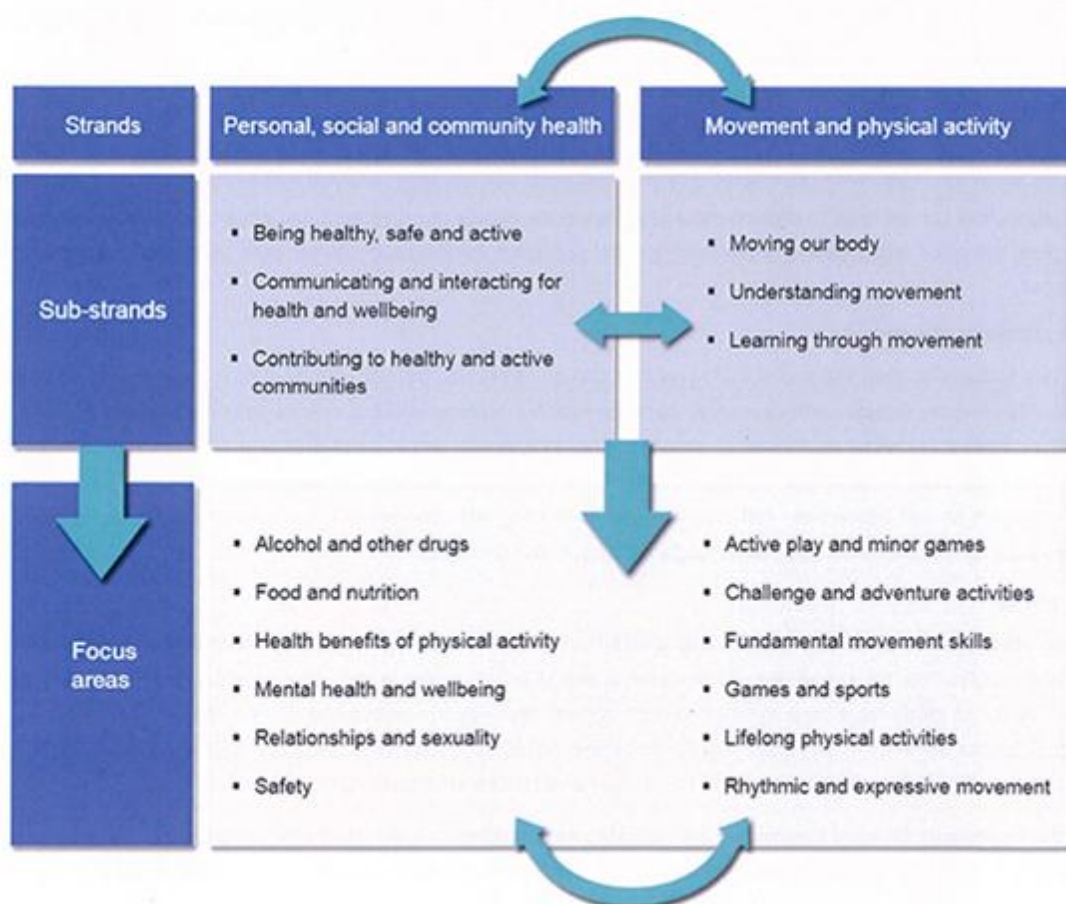 Strands
Personal, social and community health
Movement and physical activity
Sub-strands
▪ Being healthy, safe and active
▪ Communicating and interacting for
health and wellbeing
▪ Contributing to healthy and active
communities
▪ Moving our body
▪ Understanding movement
▪ Learning through movement
Focus
areas
▪ Alcohol and other drugs
▪ Food and nutrition
▪ Health benefits of physical activity
▪ Mental health and wellbeing
▪ Relationships and sexuality
▪ Safety
▪ Active play and minor games
▪ Challenge and adventure activities
▪ Fundamental movement skills
▪ Games and sports
▪ Lifelong physical activities
▪ Rhythmic and expressive movement